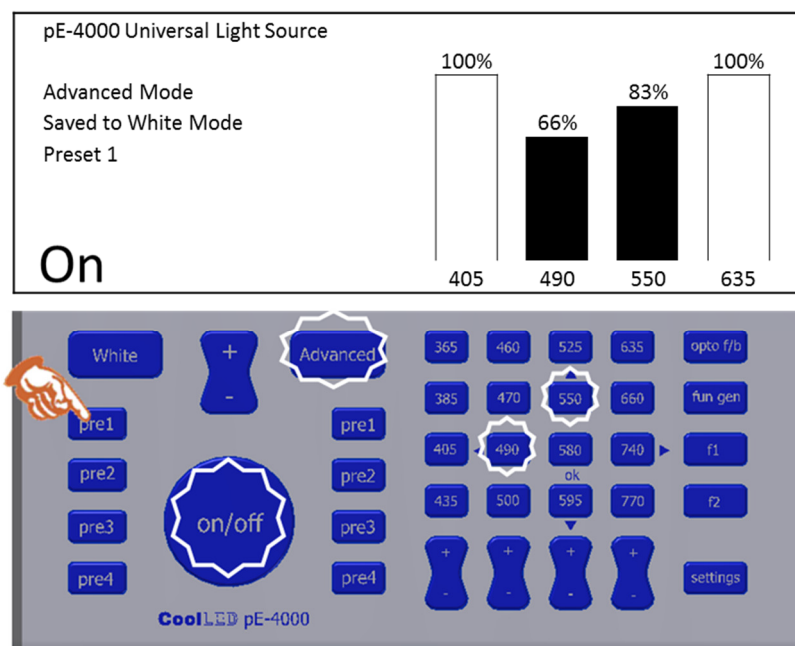 pE-4000 Universal Light Source
Advanced Mode
Saved to White Mode
Preset 1
On
100%
66%
83%
100%
405
490
550
635
White
+
-
Advanced
pre1
pre2
pre3
pre4
on/off
pre1
pre2
pre3
pre4
CoolLED pE-4000
365 460 525 635 opto f/b
385 470 550 660 fun gen
405 490 580 740 f1
ok
435 500 595 770 f2
+ + + +
- - - -
settings